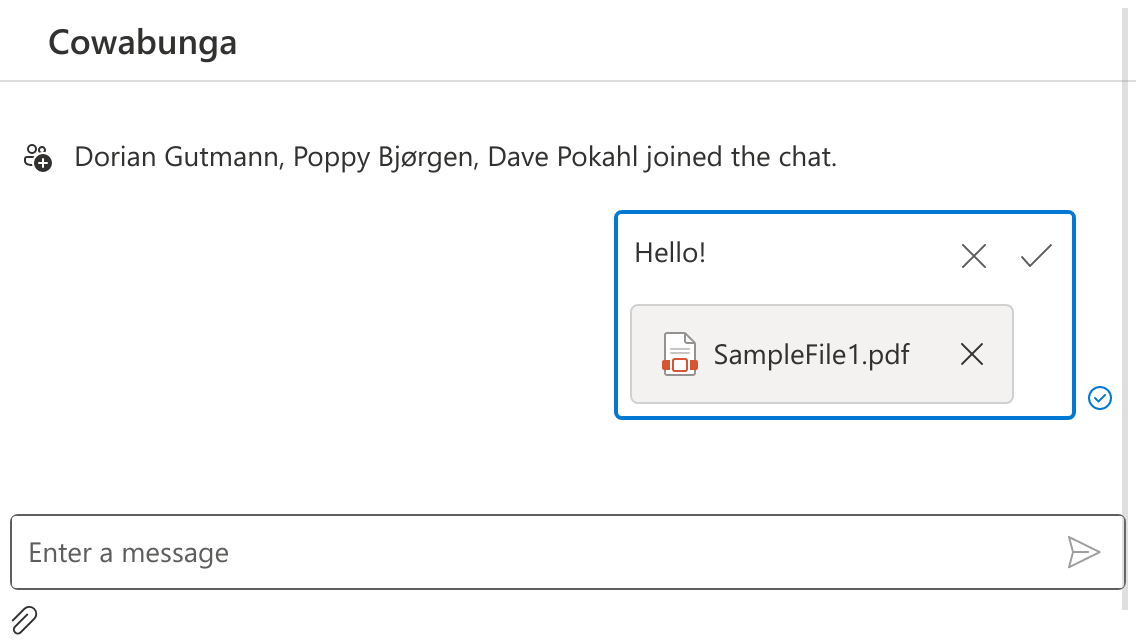 Cowabunga
Dorian Gutmann, Poppy Bjørgen, Dave Pokahl joined the chat.
Hello!
SampleFile1.pdf
Enter a message